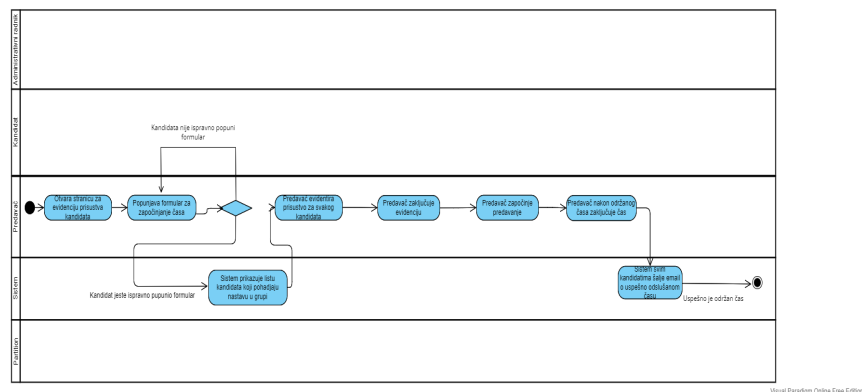 Administrativni radnik
Kandidat
Kandidata nije ispravno popuni
formular
Predavač
Otvara stranicu za
evidenciju prisustva
kandidata
Popunjava formular za
započinjanje časa
Predavač evidentira
prisustvo za svakog
kandidata
Predavač zaključuje
evidenciju
Predavač započinje
predavanje
Predavač nakon održanog
časa zaključuje čas
Sistem
Kandidat jeste ispravno pupunio formular
Sistem prikazuje listu
kandidata koji pohadjaju
nastavu u grupi
Sistem svim
kandidatima šalje email
o uspešno odslušanom
času
Uspešno je održan čas
Partition
Visual Paradigm Online Free Edition